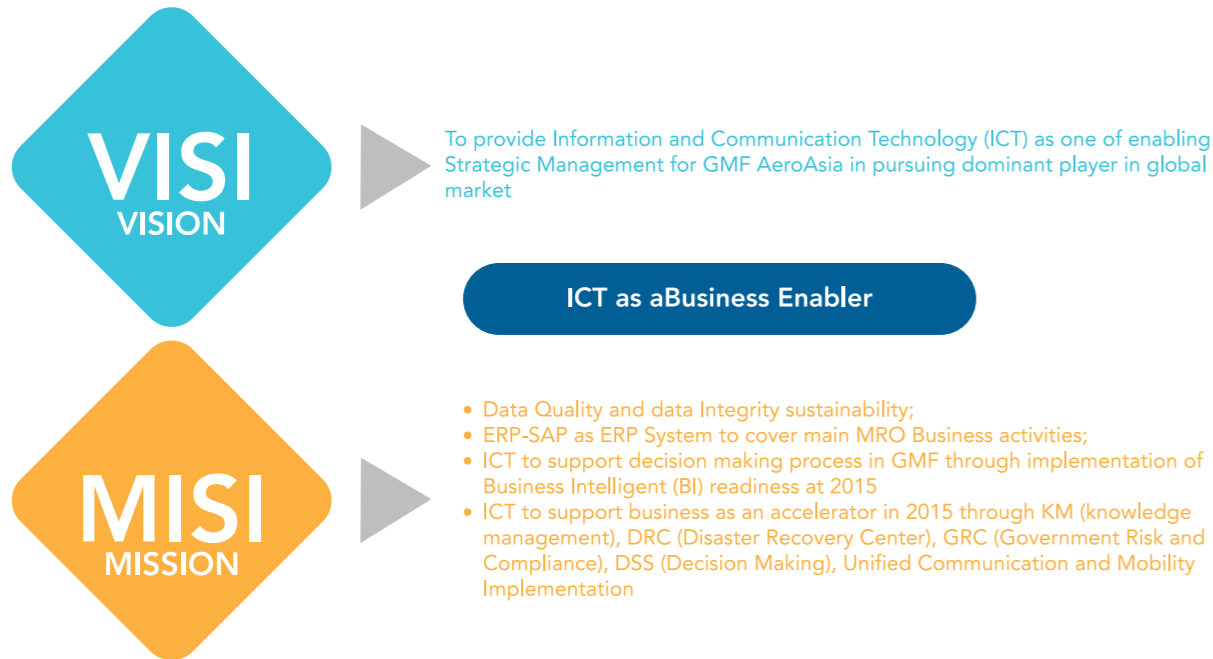 VISI
VISION
To provide Information and Communication Technology (ICT) as one of enabling
Strategic Management for GMF AeroAsia in pursuing dominant player in global
market
ICT as aBusiness Enabler
MISI
MISSION
• Data Quality and data Integrity sustainability;
• ERP-SAP as ERP System to cover main MRO Business activities;
• ICT to support decision making process in GMF through implementation of
Business Intelligent (BI) readiness at 2015
• ICT to support business as an accelerator in 2015 through KM (knowledge
management), DRC (Disaster Recovery Center), GRC (Government Risk and
Compliance), DSS (Decision Making), Unified Communication and Mobility
Implementation